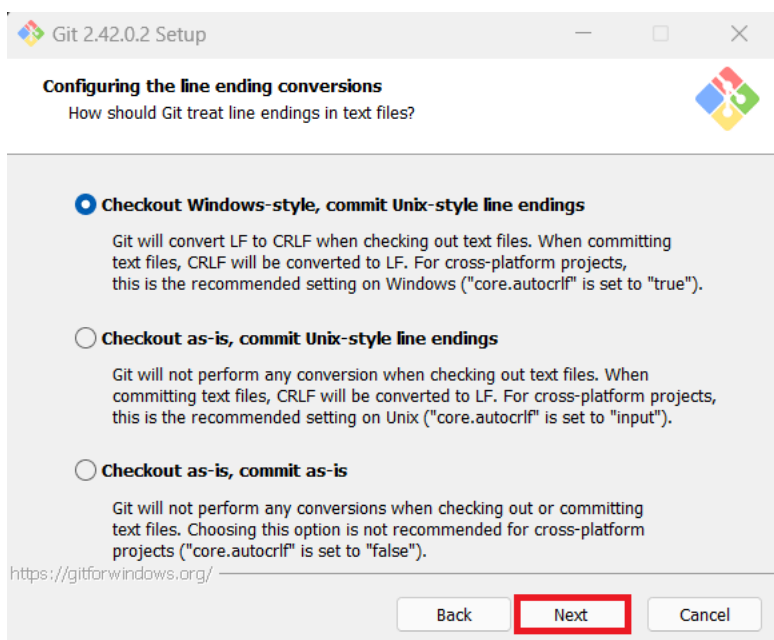 Git 2.42.0.2 Setup
Configuring the line ending conversions
How should Git treat line endings in text files?
Checkout Windows-style, commit Unix-style line endings
Git will convert LF to CRLF when checking out text files. When committing
text files, CRLF will be converted to LF. For cross-platform projects,
this is the recommended setting on Windows ("core.autocrlf" is set to "true").
Checkout as-is, commit Unix-style line endings
Git will not perform any conversion when checking out text files. When
committing text files, CRLF will be converted to LF. For cross-platform projects,
this is the recommended setting on Unix ("core.autocrlf" is set to "input").
Checkout as-is, commit as-is
Git will not perform any conversions when checking out or committing
text files. Choosing this option is not recommended for cross-platform
projects ("core.autocrlf" is set to "false").
https://gitforwindows.org/
Back Next Cancel